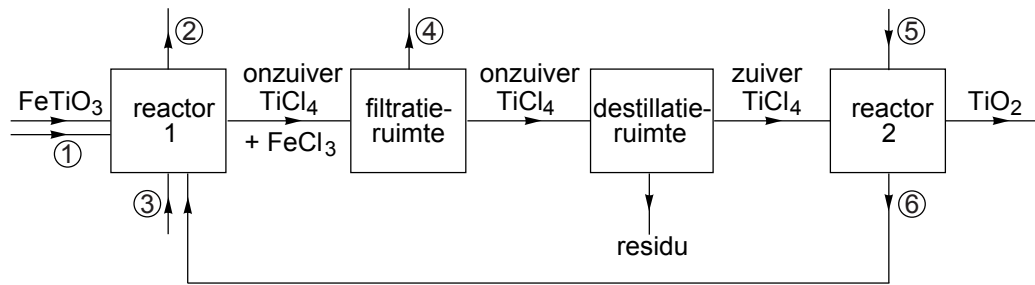 ②
④
⑤
FeTiO3
①
reactor
1
③
onzuiver
TiCl4
+ FeCl3
filtratie-
ruimte
onzuiver
TiCl4
destillatie-
ruimte
residu
zuiver
TiCl4
reactor
2
⑥
TiO2